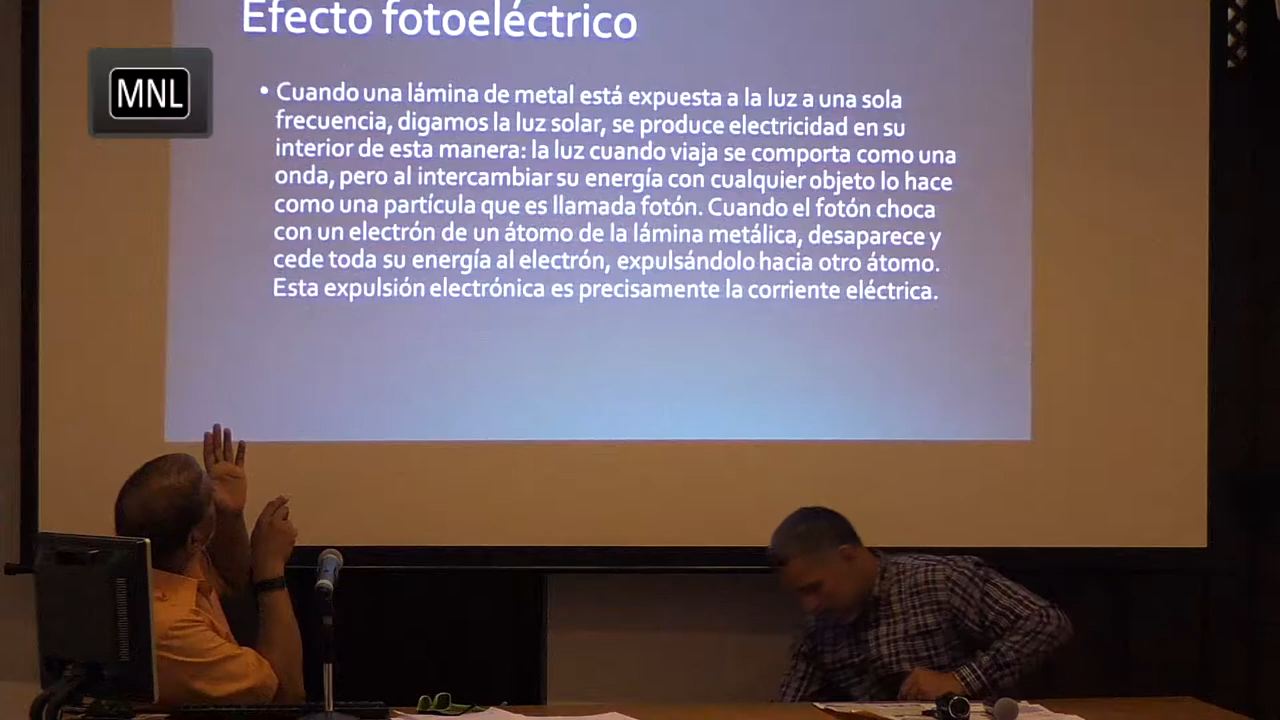 Efecto fotoeléctrico
MNL
• Cuando una lámina de metal está expuesta a la luz a una sola
frecuencia, digamos la luz solar, se produce electricidad en su
interior de esta manera: la luz cuando viaja se comporta como una
onda, pero al intercambiar su energía con cualquier objeto lo hace
como una partícula que es llamada fotón. Cuando el fotón choca
con un electrón de un átomo de la lámina metálica, desaparece y
cede toda su energía al electrón, expulsándolo hacia otro átomo.
Esta expulsión electrónica es precisamente la corriente eléctrica.